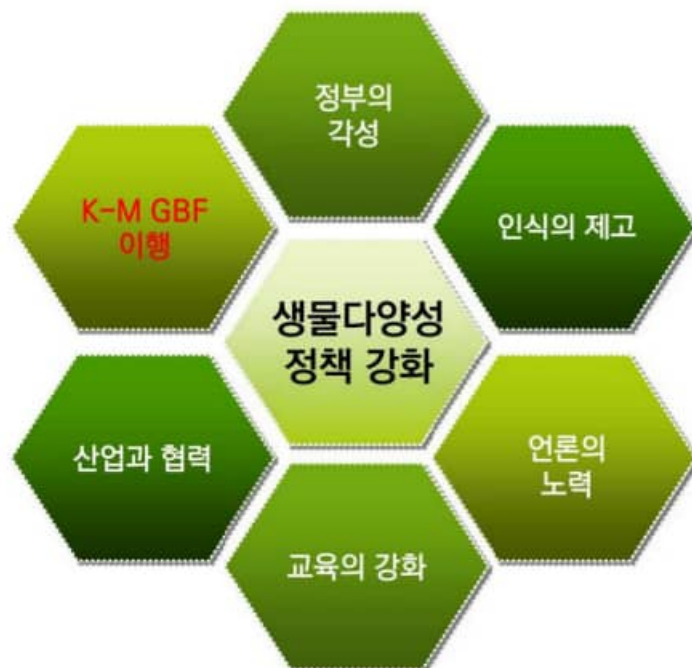 정부의
각성
K-M GBF
이행
인식의 제고
생물다양성
정책 강화
산업과 협력
언론의
노력
교육의 강화